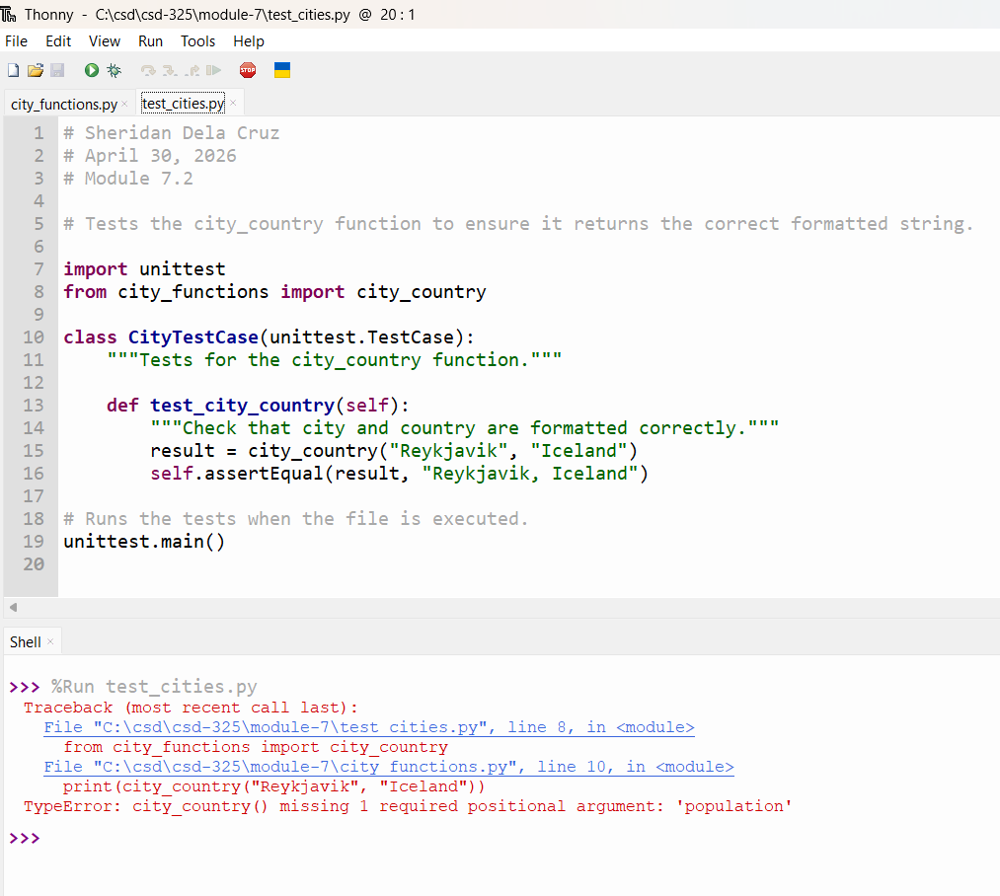 Thonny - C:\csd\csd-325\module-7\test_cities.py @ 20 : 1
File Edit View Run Tools Help
STOP
city_functions.py × test_cities.py ×
1 # Sheridan Dela Cruz
2 # April 30, 2026
3 # Module 7.2
4
5 # Tests the city_country function to ensure it returns the correct formatted string.
6
7 import unittest
8 from city_functions import city_country
9
10 class CityTestCase(unittest.TestCase):
11     """Tests for the city_country function."""
12
13     def test_city_country(self):
14         """Check that city and country are formatted correctly."""
15         result = city_country("Reykjavik", "Iceland")
16         self.assertEqual(result, "Reykjavik, Iceland")
17
18 # Runs the tests when the file is executed.
19 unittest.main()
20
Shell ×
>>> %Run test_cities.py
Traceback (most recent call last):
  File "C:\csd\csd-325\module-7\test_cities.py", line 8, in <module>
    from city_functions import city_country
  File "C:\csd\csd-325\module-7\city_functions.py", line 10, in <module>
    print(city_country("Reykjavik", "Iceland"))
TypeError: city_country() missing 1 required positional argument: 'population'
>>>